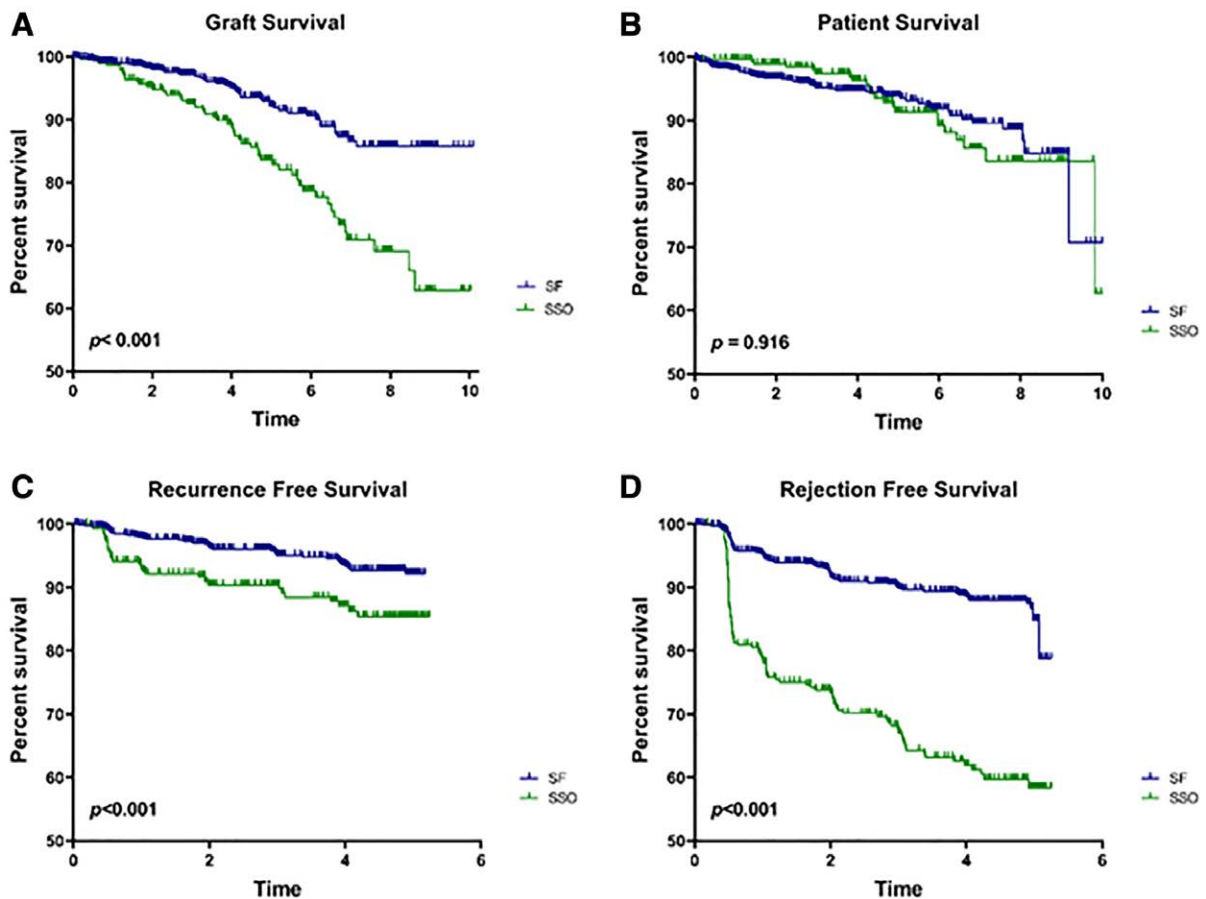 A
Graft Survival
100
90
80
70
60
50
0 2 4 6 8 10
Percent survival
Time
p< 0.001
SF
SSO
B
Patient Survival
100
90
80
70
60
50
0 2 4 6 8 10
Percent survival
Time
p = 0.916
SF
SSO
C
Recurrence Free Survival
100
90
80
70
60
50
0 2 4 6
Percent survival
Time
p<0.001
SF
SSO
D
Rejection Free Survival
100
90
80
70
60
50
0 2 4 6
Percent survival
Time
p<0.001
SF
SSO